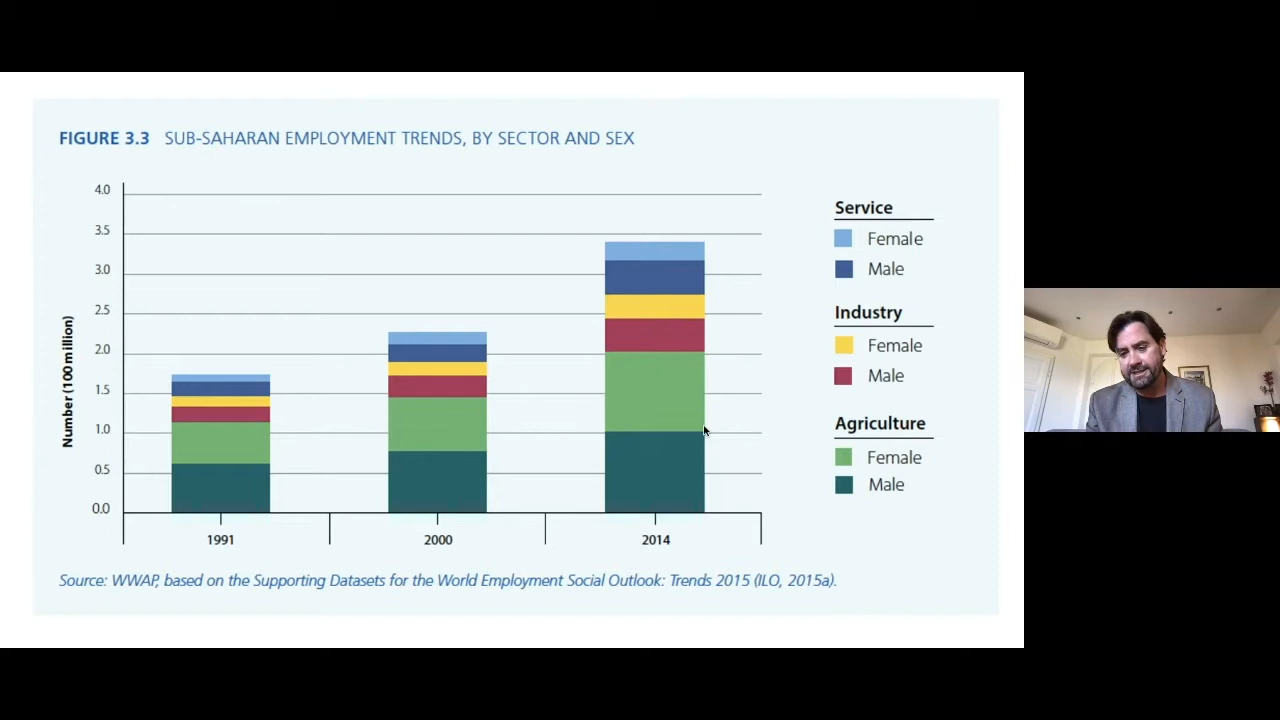 FIGURE 3.3 SUB-SAHARAN EMPLOYMENT TRENDS, BY SECTOR AND SEX
Number (100 million)
4.0
3.5
3.0
2.5
2.0
1.5
1.0
0.5
0.0
1991
2000
2014
Service
Female
Male
Industry
Female
Male
Agriculture
Female
Male
Source: WWAP, based on the Supporting Datasets for the World Employment Social Outlook: Trends 2015 (ILO, 2015a).